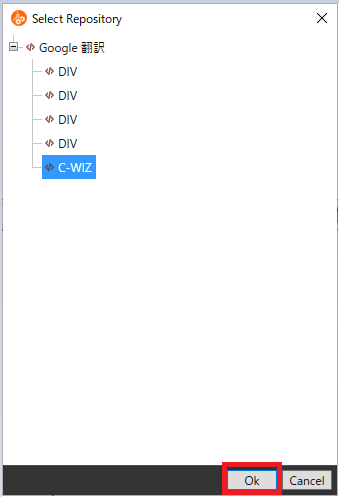 Select Repository
Google 翻訳
DIV
DIV
DIV
DIV
C-WIZ
Ok
Cancel